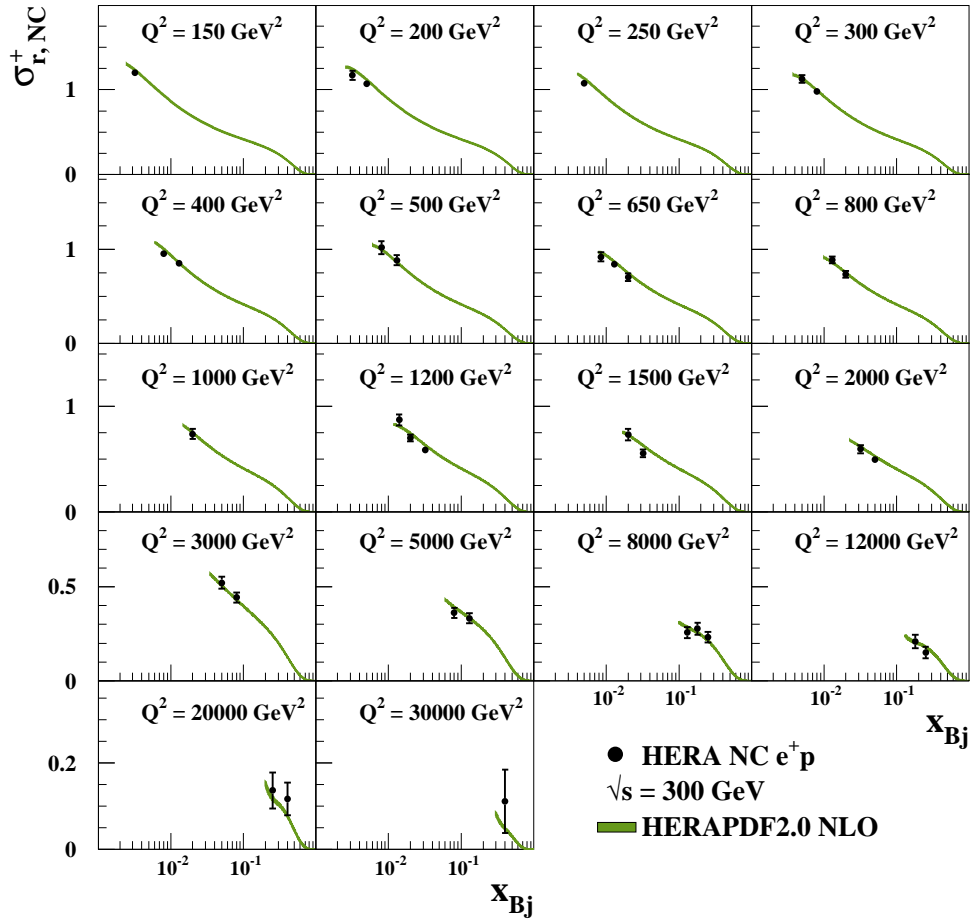 σ⁺r, NC
Q² = 150 GeV² Q² = 200 GeV² Q² = 250 GeV² Q² = 300 GeV²
1
0
Q² = 400 GeV² Q² = 500 GeV² Q² = 650 GeV² Q² = 800 GeV²
1
0
Q² = 1000 GeV² Q² = 1200 GeV² Q² = 1500 GeV² Q² = 2000 GeV²
1
0
Q² = 3000 GeV² Q² = 5000 GeV² Q² = 8000 GeV² Q² = 12000 GeV²
0.5
0
10⁻² 10⁻¹ 10⁻² 10⁻¹
Q² = 20000 GeV² Q² = 30000 GeV² xBj
0.2
0
10⁻² 10⁻¹ 10⁻² 10⁻¹
xBj
HERA NC e⁺p
√s = 300 GeV
HERAPDF2.0 NLO